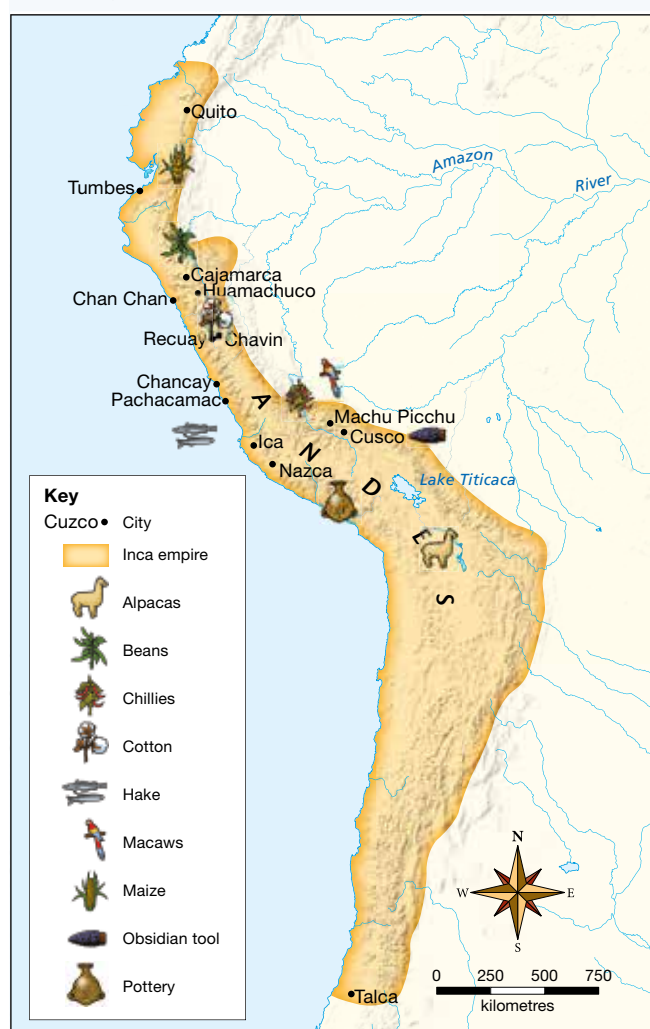 Quito
Amazon
River
Tumbes
Cajamarca
Huamachuco
Chan Chan
Recuay
Chavin
Chancay
Pachacamac
A
N
D
E
S
Machu Picchu
Cusco
Ica
Nazca
Lake Titicaca
Key
Cuzco City
Inca empire
Alpacas
Beans
Chillies
Cotton
Hake
Macaws
Maize
Obsidian tool
Pottery
N
W
E
S
0 250 500 750
kilometres
Talca